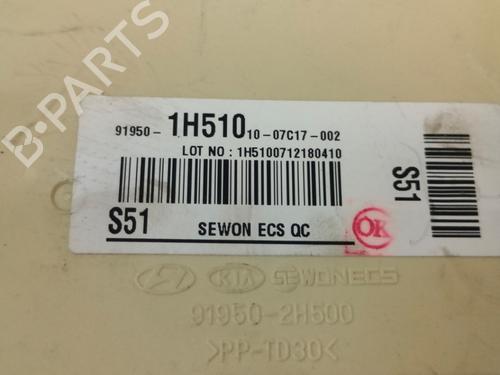 B-PARTS
91950- 1H510 10-07C17-002
LOT NO : 1H5100712180410
S51 SEWON ECS QC OK
S51
KIA SEWONECS
91950-2H500
>PP-TD30<